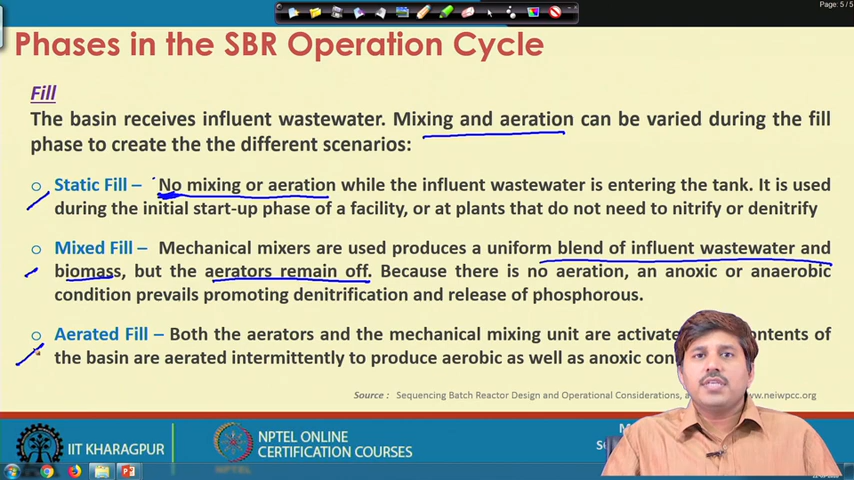 Page: 5 / 5
Phases in the SBR Operation Cycle
Fill
The basin receives influent wastewater. Mixing and aeration can be varied during the fill
phase to create the the different scenarios:
Static Fill – No mixing or aeration while the influent wastewater is entering the tank. It is used
during the initial start-up phase of a facility, or at plants that do not need to nitrify or denitrify
Mixed Fill – Mechanical mixers are used produces a uniform blend of influent wastewater and
biomass, but the aerators remain off. Because there is no aeration, an anoxic or anaerobic
condition prevails promoting denitrification and release of phosphorous.
Aerated Fill – Both the aerators and the mechanical mixing unit are activate ontents of
the basin are aerated intermittently to produce aerobic as well as anoxic con
Source : Sequencing Batch Reactor Design and Operational Considerations, a www.neiwpcc.org
IIT KHARAGPUR
NPTEL ONLINE
CERTIFICATION COURSES
NPTEL